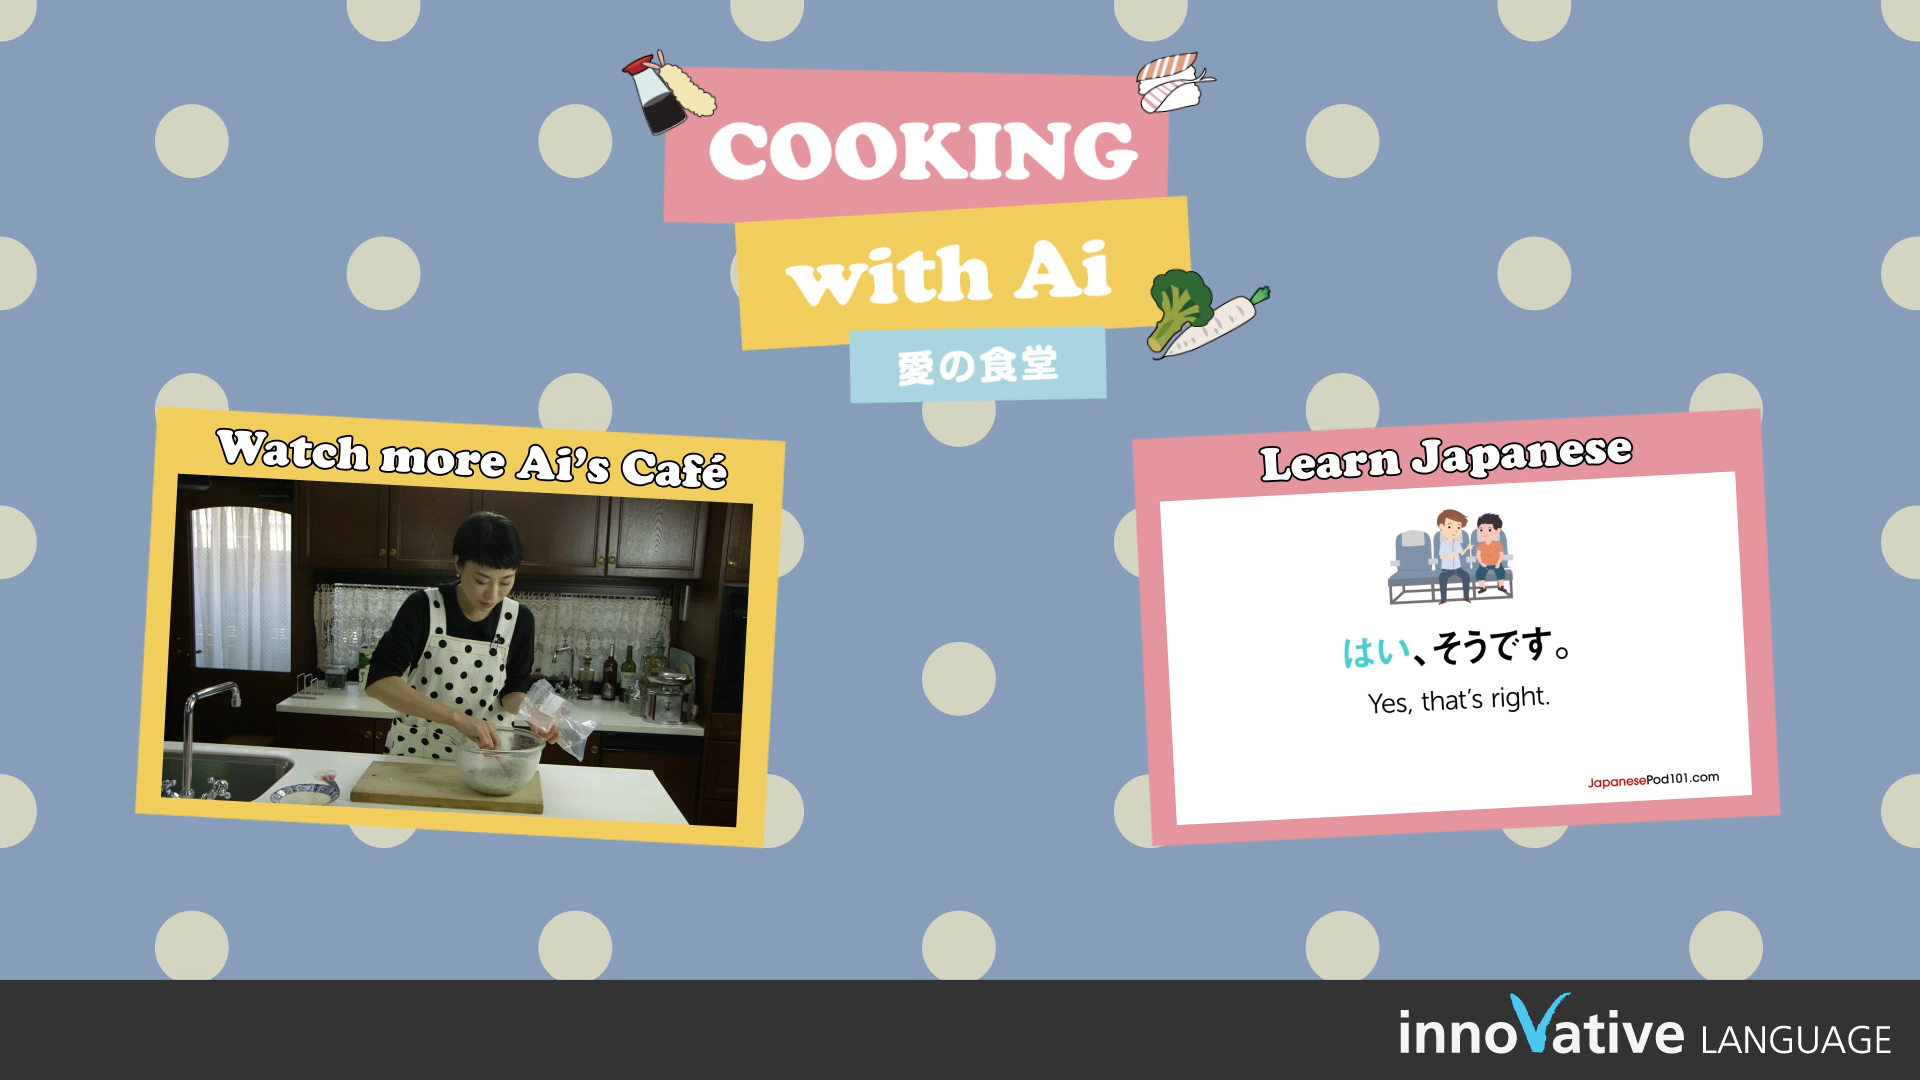 COOKING
with Ai
愛の食堂
Watch more Ai's Café
Learn Japanese
はい、そうです。
Yes, that's right.
JapanesePod101.com
innoVative LANGUAGE